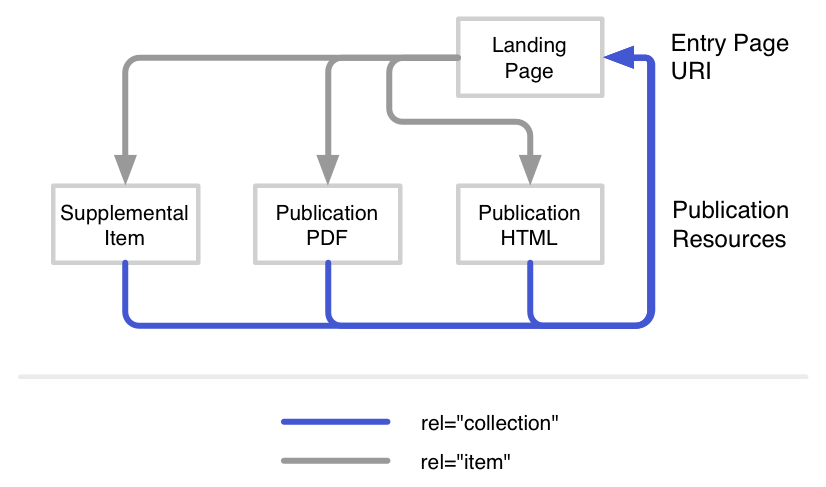 Landing
Page
Entry Page
URI
Supplemental
Item
Publication
PDF
Publication
HTML
Publication
Resources
rel="collection"
rel="item"